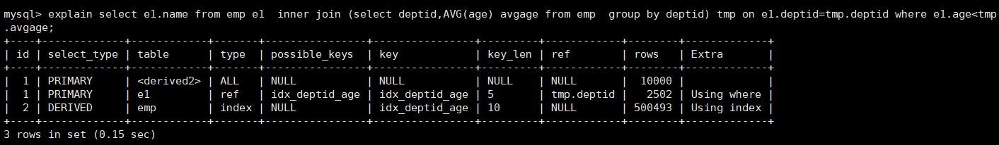 mysql> explain select e1.name from emp e1  inner join (select deptid,AVG(age) avgage from emp  group by deptid) tmp on e1.deptid=tmp.deptid where e1.age<tmp
.avgage;
+----+-------------+------------+-------+----------------+----------------+---------+------------+--------+-------------+
| id | select_type | table      | type  | possible_keys  | key            | key_len | ref        | rows   | Extra       |
+----+-------------+------------+-------+----------------+----------------+---------+------------+--------+-------------+
|  1 | PRIMARY     | <derived2> | ALL   | NULL           | NULL           | NULL    | NULL       |  10000 |             |
|  1 | PRIMARY     | e1         | ref   | idx_deptid_age | idx_deptid_age | 5       | tmp.deptid |   2502 | Using where |
|  2 | DERIVED     | emp        | index | NULL           | idx_deptid_age | 10      | NULL       | 500493 | Using index |
+----+-------------+------------+-------+----------------+----------------+---------+------------+--------+-------------+
3 rows in set (0.15 sec)